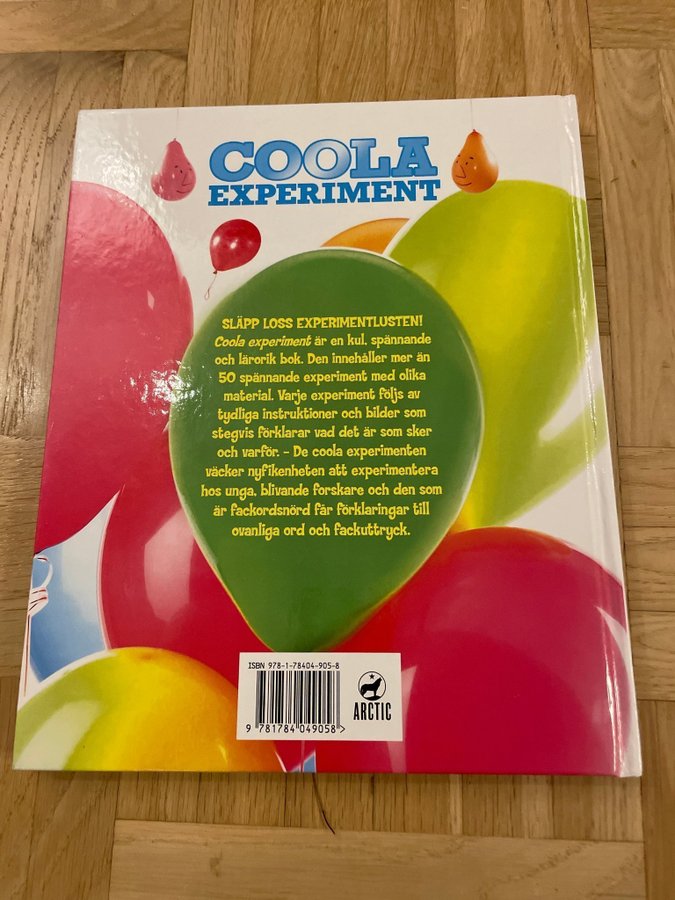 COOLA
EXPERIMENT
SLÄPP LOSS EXPERIMENTLUSTEN!
Coola experiment är en kul, spännande
och lärorik bok. Den innehåller mer än
50 spännande experiment med olika
material. Varje experiment följs av
tydliga instruktioner och bilder som
stegvis förklarar vad det är som sker
och varför. – De coola experimenten
väcker nyfikenheten att experimentera
hos unga, blivande forskare och den som
är fackordsnörd får förklaringar till
ovanliga ord och fackuttryck.
ISBN 978-1-78404-905-8
9 781784 049058 >
ARCTIC